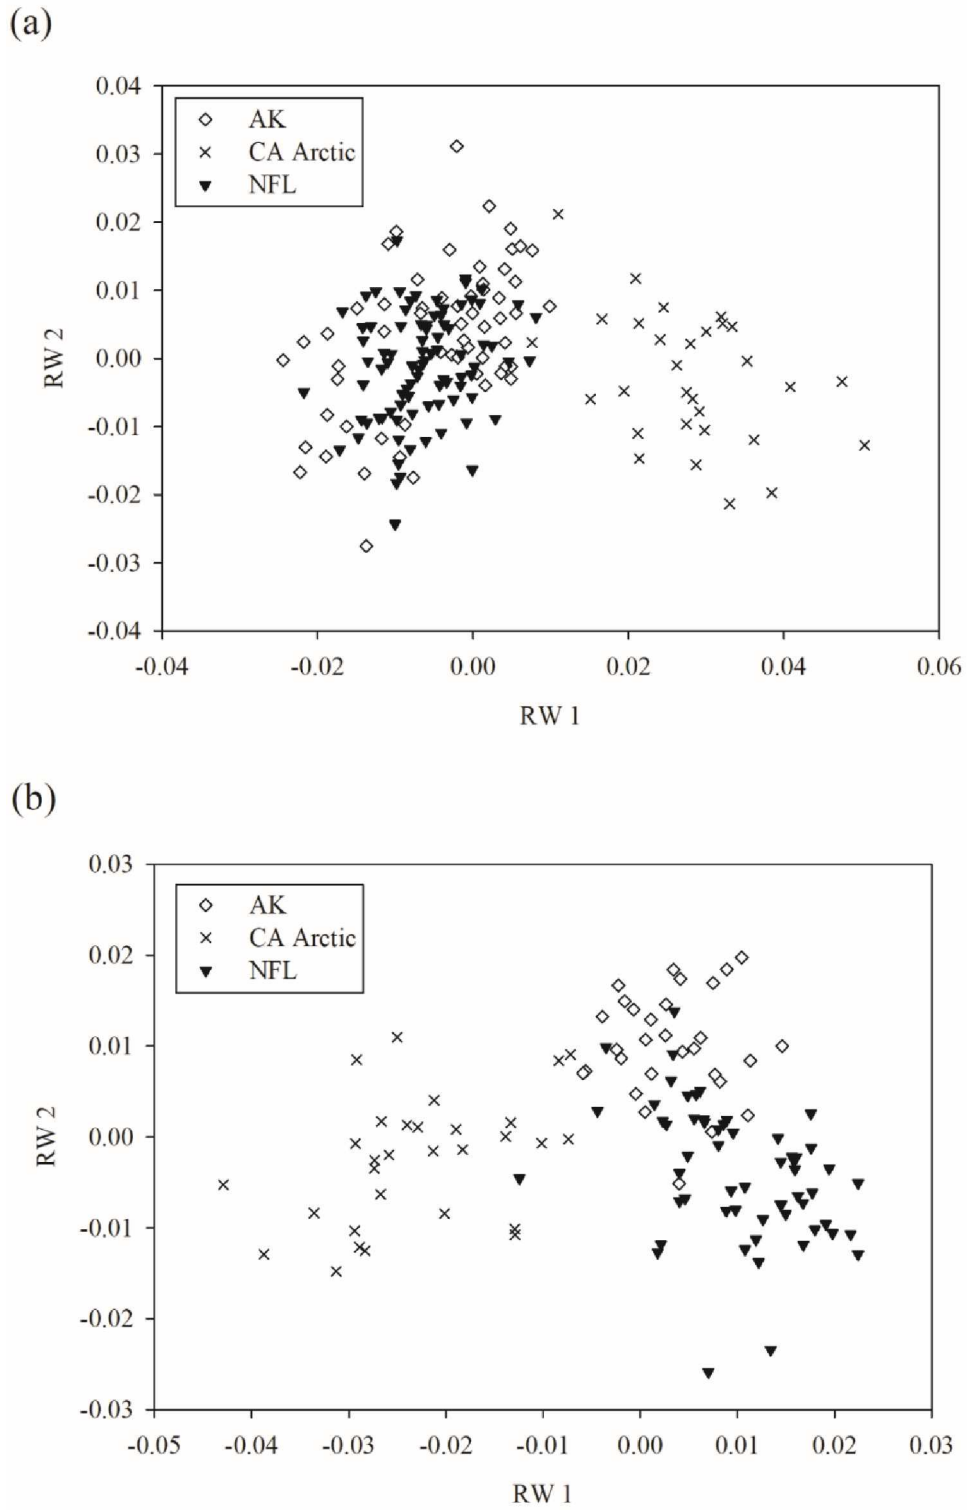 (a)
0.04
0.03
0.02
0.01
0.00
-0.01
-0.02
-0.03
-0.04
RW 2
AK
CA Arctic
NFL
-0.04 -0.02 0.00 0.02 0.04 0.06
RW 1
(b)
0.03
0.02
0.01
0.00
-0.01
-0.02
-0.03
RW 2
AK
CA Arctic
NFL
-0.05 -0.04 -0.03 -0.02 -0.01 0.00 0.01 0.02 0.03
RW 1